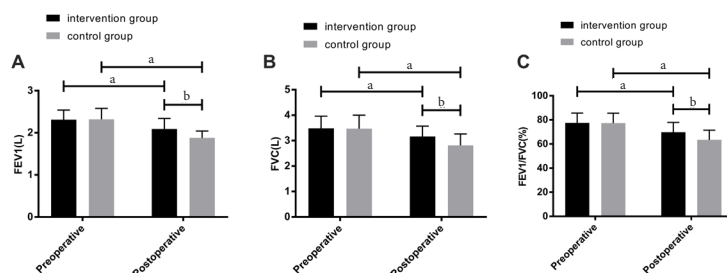 intervention group
control group
A
a
a
b
3
2
1
0
FEV1(L)
Preoperative
Postoperative
intervention group
control group
B
a
a
b
5
4
3
2
1
0
FVC(L)
Preoperative
Postoperative
intervention group
control group
C
a
a
b
100
80
60
40
20
0
FEV1/FVC(%)
Preoperative
Postoperative